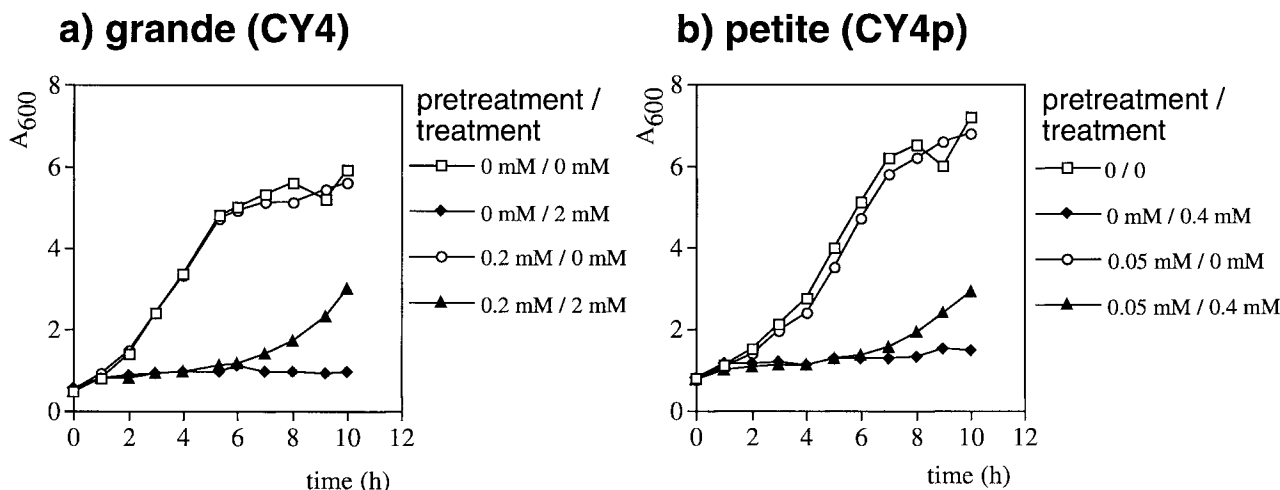 a) grande (CY4)
A600
8
6
4
2
0
0 2 4 6 8 10 12
time (h)
pretreatment /
treatment
0 mM / 0 mM
0 mM / 2 mM
0.2 mM / 0 mM
0.2 mM / 2 mM
b) petite (CY4p)
A600
8
6
4
2
0
0 2 4 6 8 10 12
time (h)
pretreatment /
treatment
0 / 0
0 mM / 0.4 mM
0.05 mM / 0 mM
0.05 mM / 0.4 mM